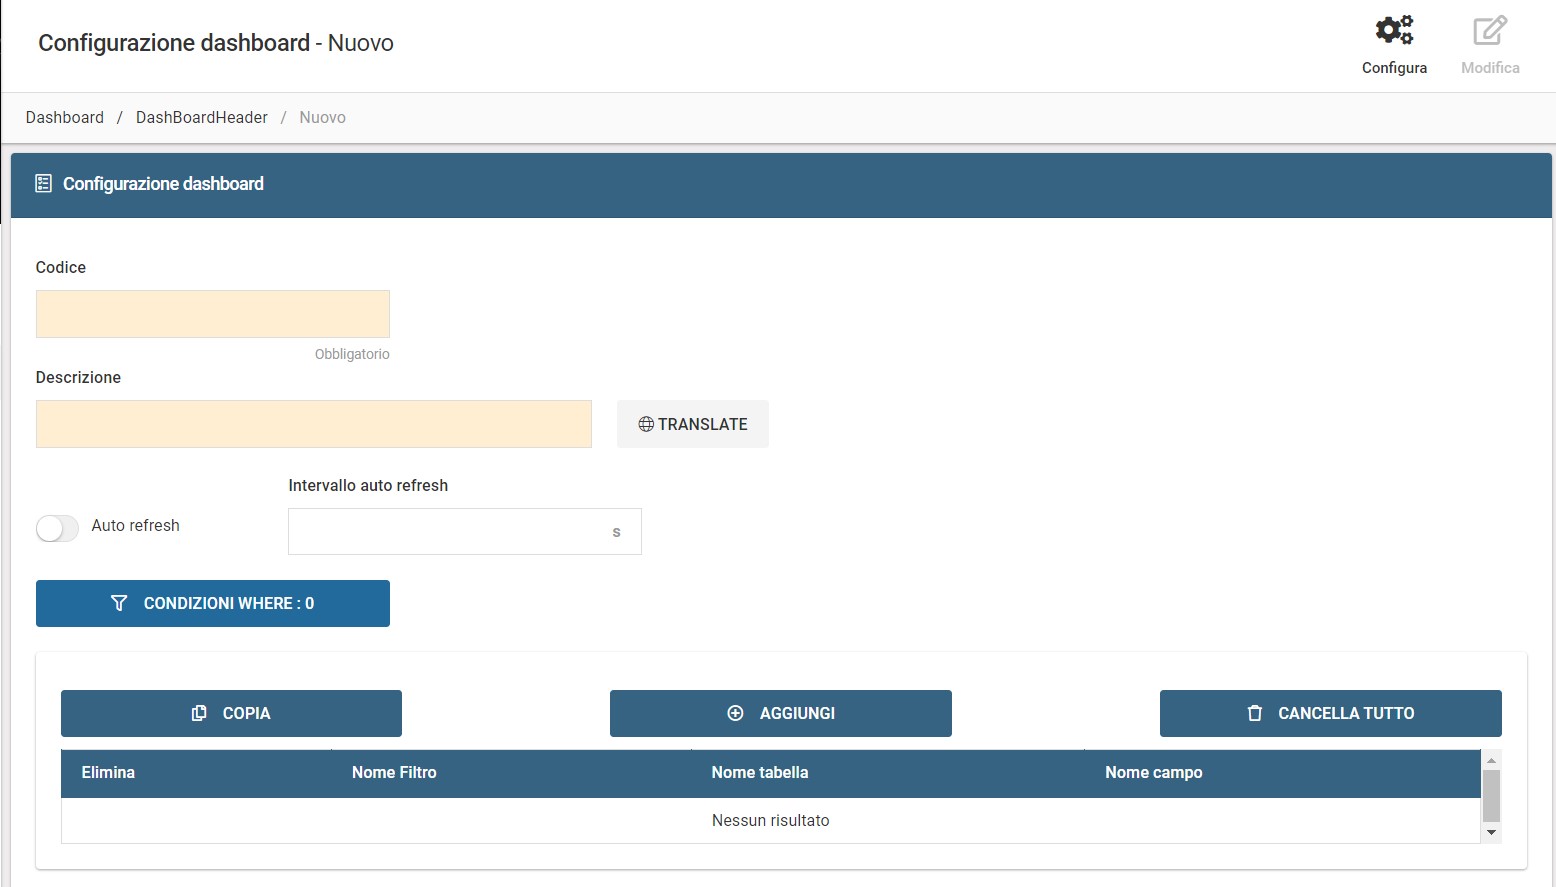 Configurazione dashboard - Nuovo
Configura
Modifica
Dashboard / DashBoardHeader / Nuovo
Configurazione dashboard
Codice
Obbligatorio
Descrizione
TRANSLATE
Intervallo auto refresh
Auto refresh
s
CONDIZIONI WHERE : 0
COPIA
AGGIUNGI
CANCELLA TUTTO
Elimina Nome Filtro Nome tabella Nome campo
Nessun risultato